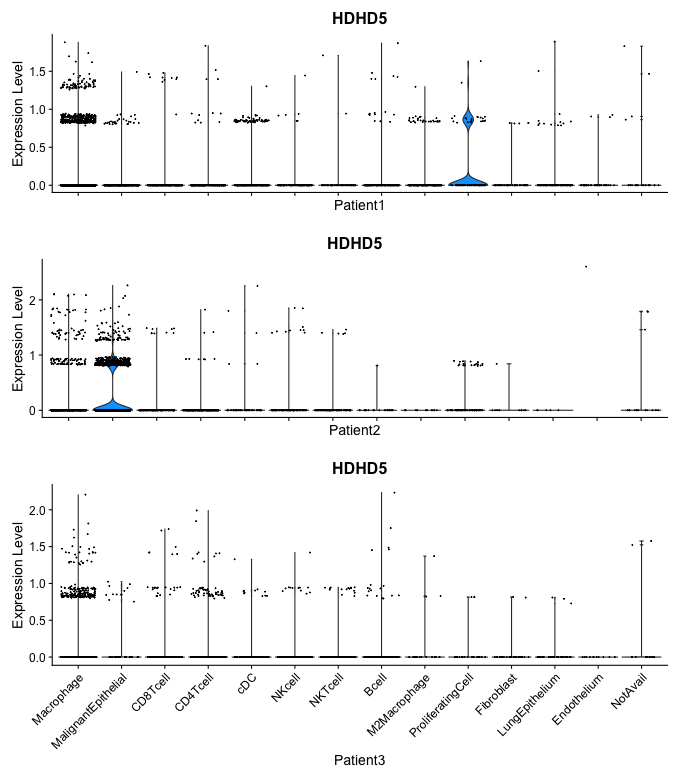 HDHD5
Expression Level
1.5
1.0
0.5
0.0
Patient1
HDHD5
Expression Level
2
1
0
Patient2
HDHD5
Expression Level
2.0
1.5
1.0
0.5
0.0
Macrophage
MalignantEpithelial
CD8Tcell
CD4Tcell
cDC
NKcell
NKTcell
Bcell
M2Macrophage
ProliferatingCell
Fibroblast
LungEpithelium
Endothelium
NotAvail
Patient3